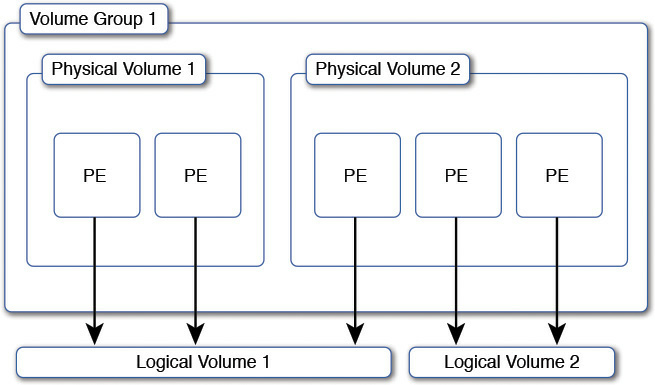 Volume Group 1
Physical Volume 1
Physical Volume 2
PE
PE
PE
PE
PE
Logical Volume 1
Logical Volume 2